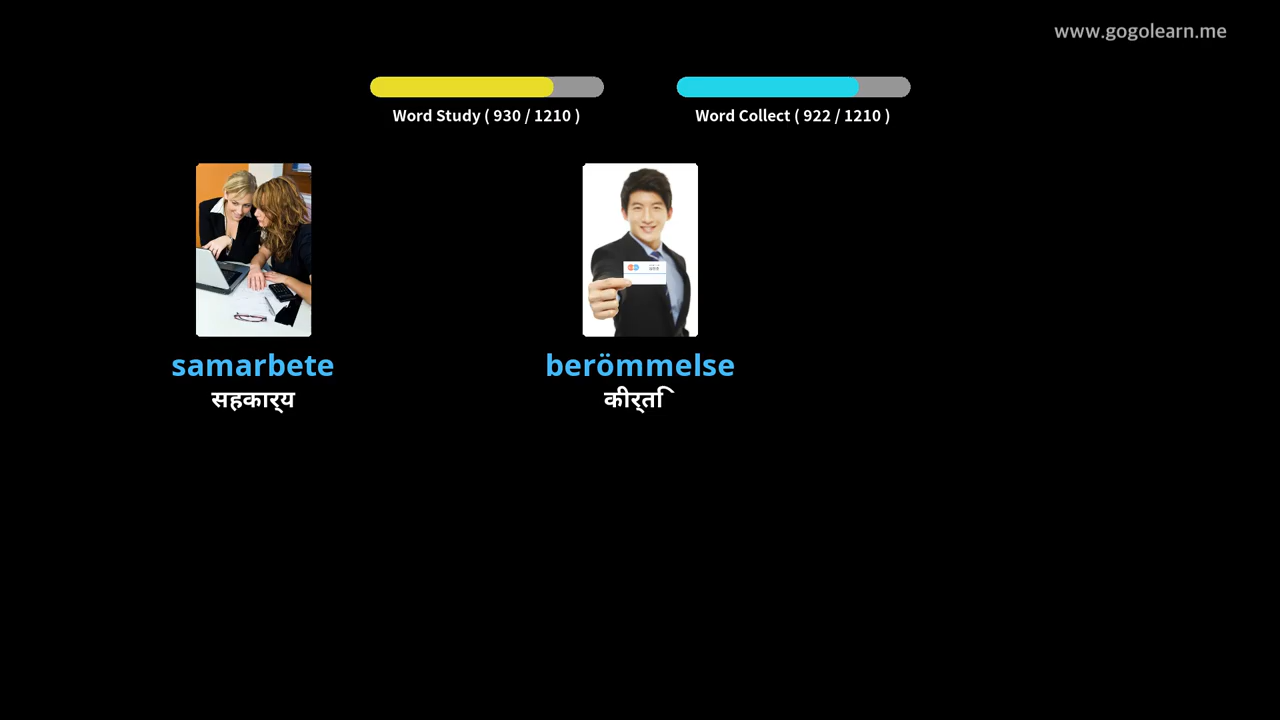 www.gogolearn.me
Word Study ( 930 / 1210 )
Word Collect ( 922 / 1210 )
samarbete
berömmelse
सहकार्य
कीर्ति